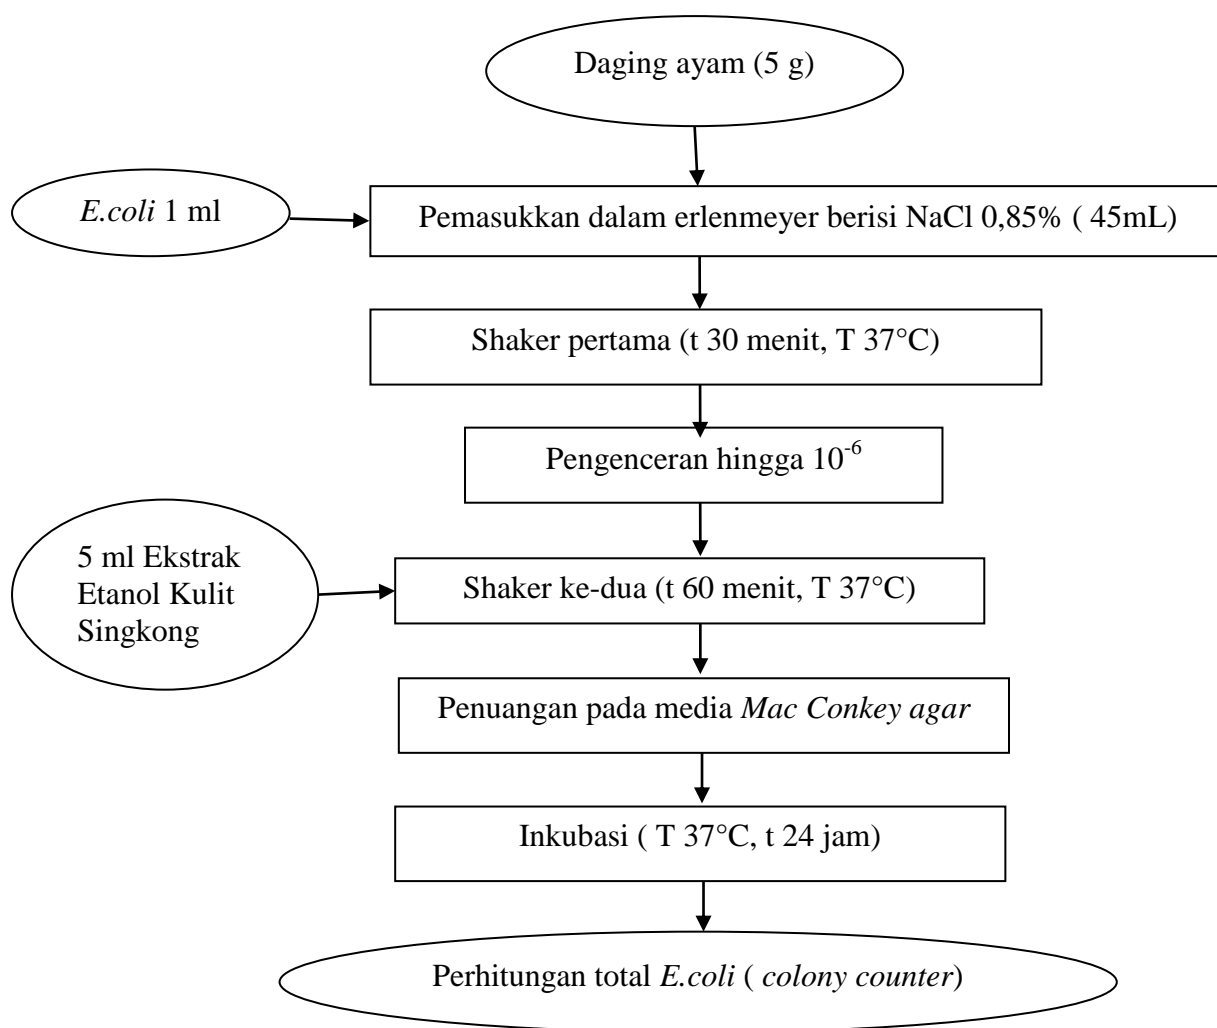 Daging ayam (5 g)
E.coli 1 ml
Pemasukkan dalam erlenmeyer berisi NaCl 0,85% ( 45mL)
Shaker pertama (t 30 menit, T 37°C)
Pengenceran hingga 10⁻⁶
5 ml Ekstrak
Etanol Kulit
Singkong
Shaker ke-dua (t 60 menit, T 37°C)
Penuangan pada media Mac Conkey agar
Inkubasi ( T 37°C, t 24 jam)
Perhitungan total E.coli ( colony counter)